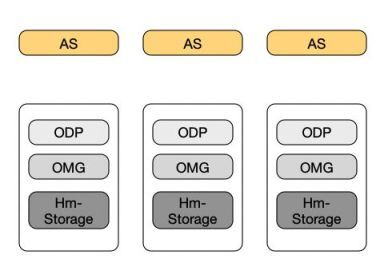 AS AS AS
ODP ODP ODP
OMG OMG OMG
Hm- Hm- Hm-
Storage Storage Storage